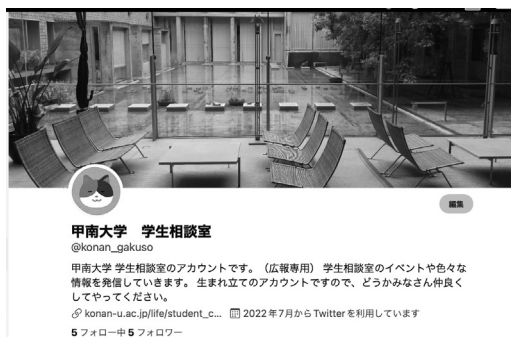 編集
甲南大学 学生相談室
@konan_gakuso
甲南大学 学生相談室のアカウントです。（広報専用） 学生相談室のイベントや色々な
情報を発信していきます。 生まれ立てのアカウントですので、どうかみなさん仲良く
してやってください。
konan-u.ac.jp/life/student_c... 2022年7月からTwitterを利用しています
5 フォロー中 5 フォロワー